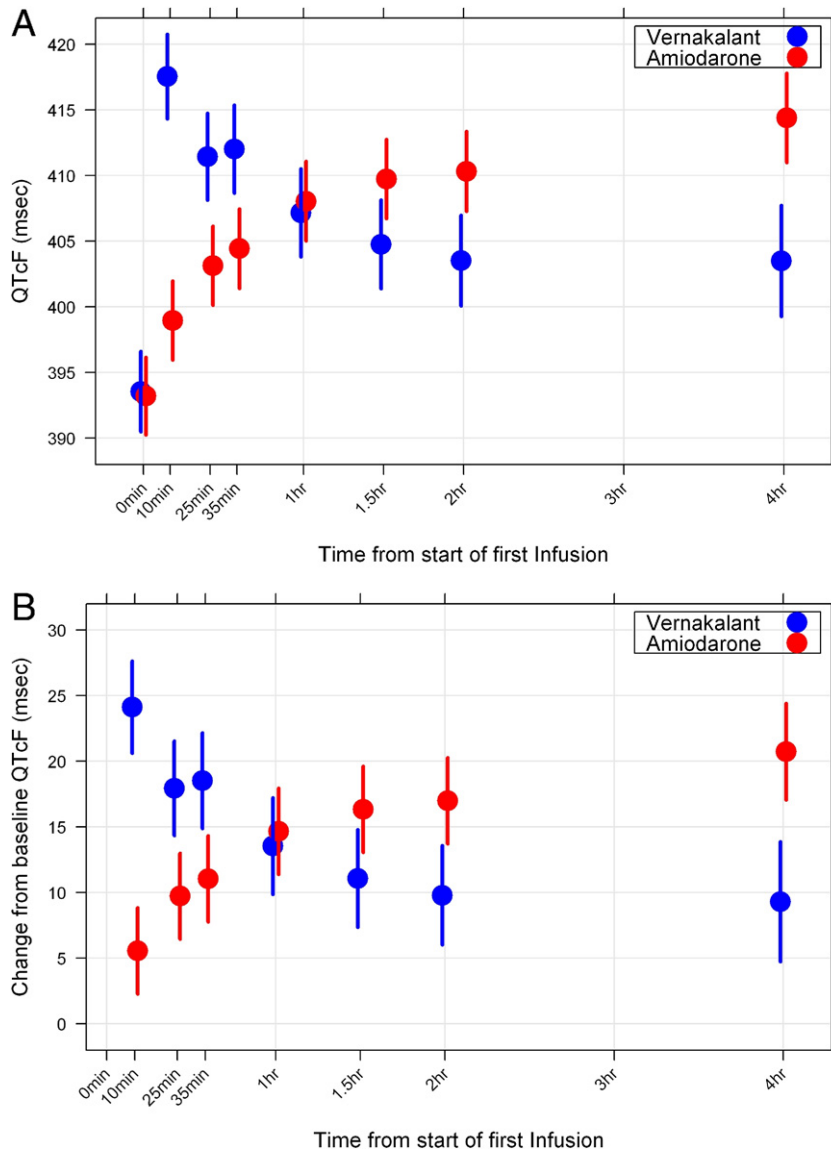 A
Vernakalant
Amiodarone
420
415
410
405
400
395
390
QTcF (msec)
0min
10min
25min
35min
1hr
1.5hr
2hr
3hr
4hr
Time from start of first Infusion
B
Vernakalant
Amiodarone
30
25
20
15
10
5
0
Change from baseline QTcF (msec)
0min
10min
25min
35min
1hr
1.5hr
2hr
3hr
4hr
Time from start of first Infusion